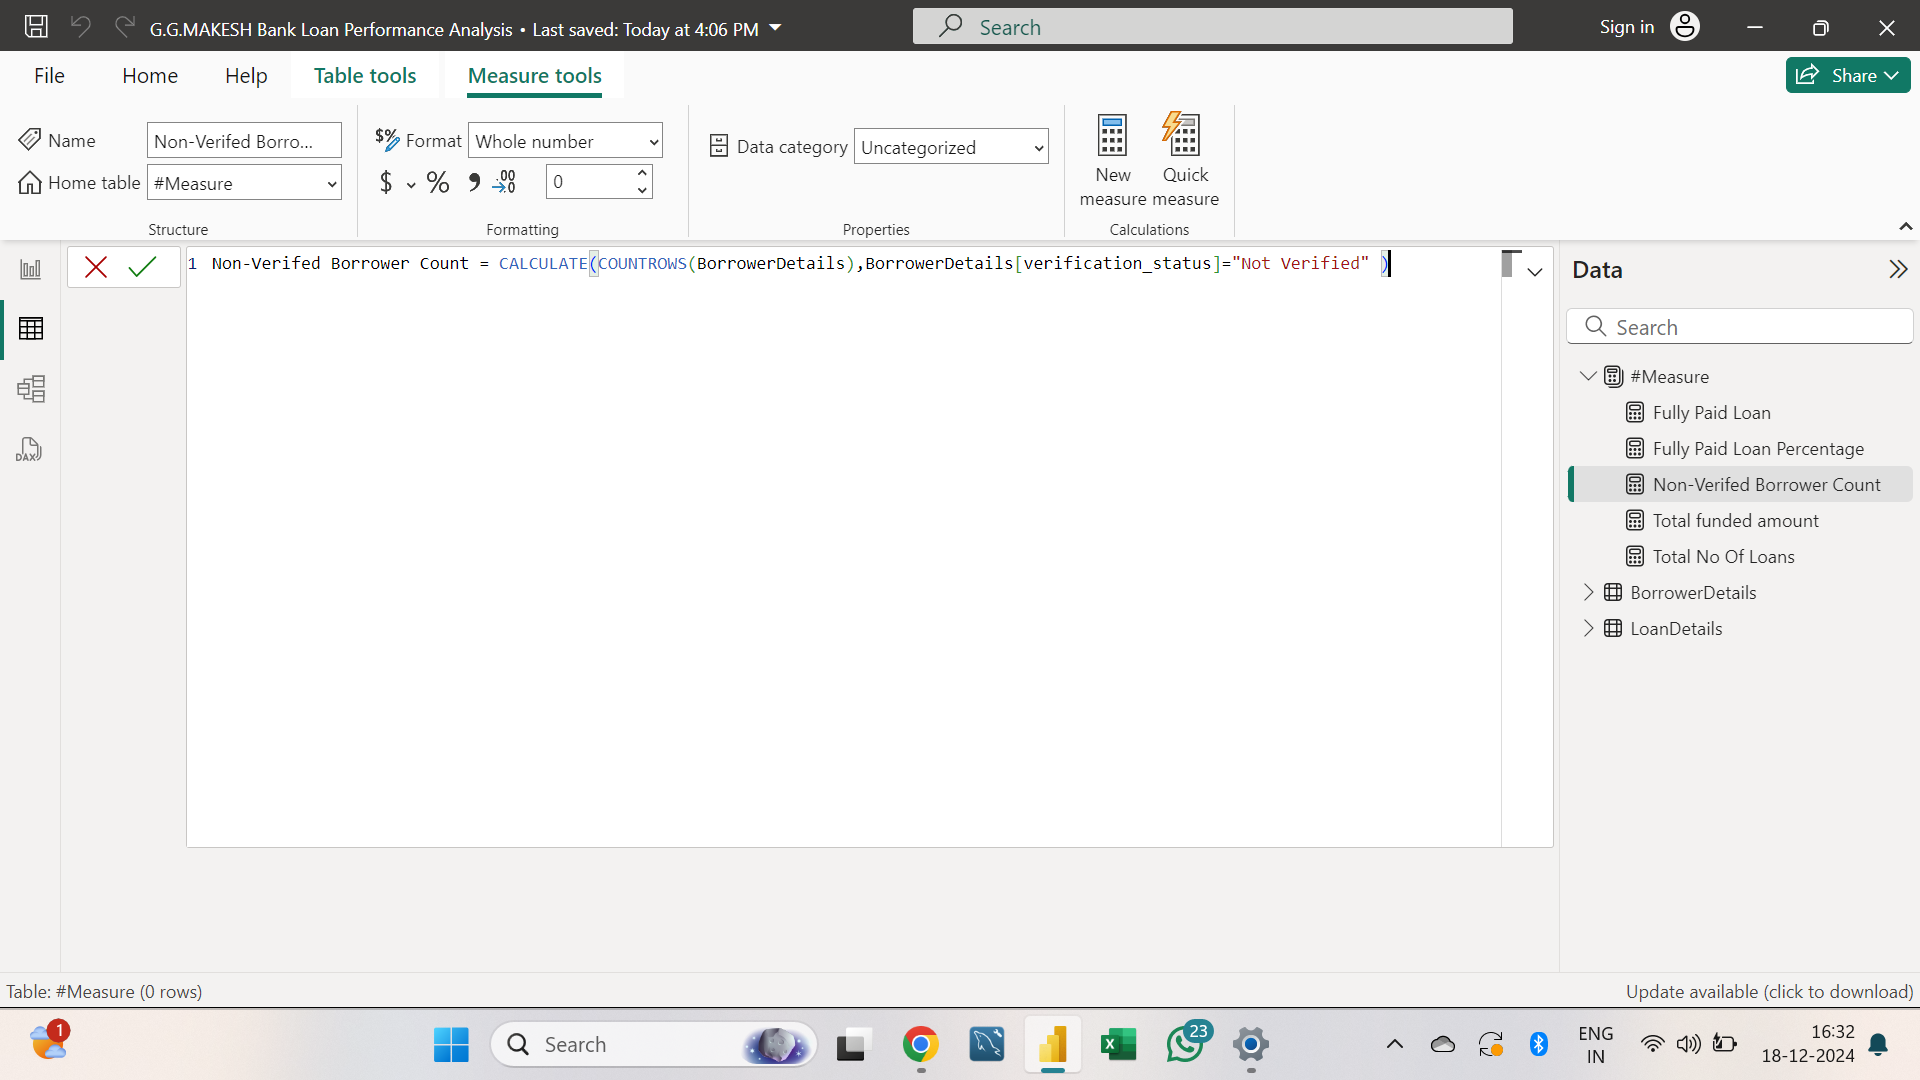 G.G.MAKESH Bank Loan Performance Analysis • Last saved: Today at 4:06 PM
Search
Sign in
File
Home
Help
Table tools
Measure tools
Share
Name
Non-Verifed Borro...
Home table
#Measure
Structure
Format
Whole number
$
%
0
Formatting
Data category
Uncategorized
Properties
New measure
Quick measure
Calculations
1 Non-Verifed Borrower Count = CALCULATE(COUNTROWS(BorrowerDetails),BorrowerDetails[verification_status]="Not Verified" )
Data
Search
#Measure
Fully Paid Loan
Fully Paid Loan Percentage
Non-Verifed Borrower Count
Total funded amount
Total No Of Loans
BorrowerDetails
LoanDetails
DAX
Table: #Measure (0 rows)
Update available (click to download)
1
Search
23
ENG
IN
16:32
18-12-2024